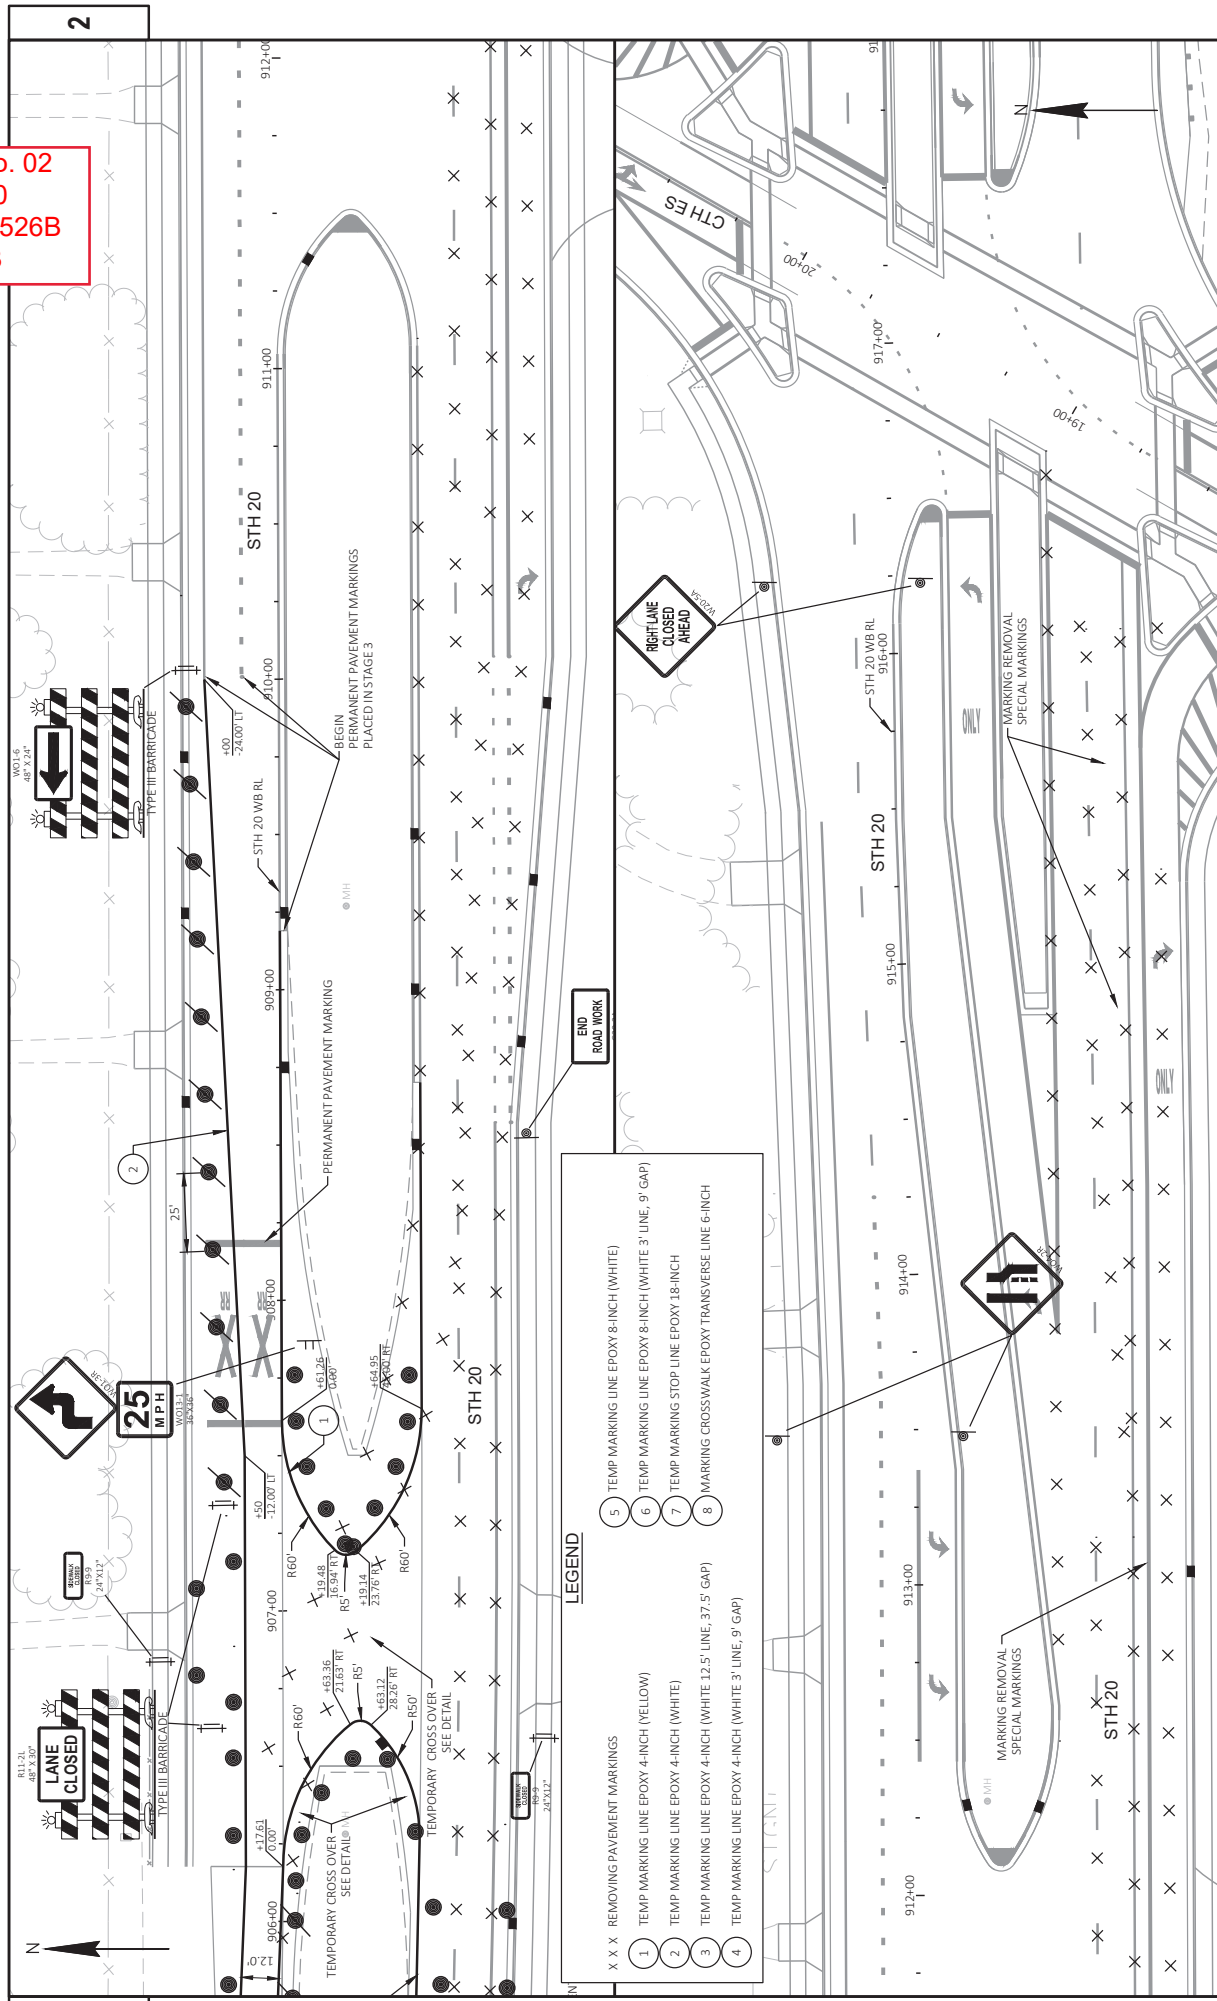 2
o. 02
0
526B
912+00
911+00
910+00
909+00
908+00
907+00
906+00
STH 20
W01-6
48" X 24"
TYPE III BARRICADE
+00
-24.00' LT
STH 20 WB RL
BEGIN
PERMANENT PAVEMENT MARKINGS
PLACED IN STAGE 3
MH
PERMANENT PAVEMENT MARKING
2
25'
RR
RR
W01-3R
25
MPH
W013-1
36"X36"
+61.26
0.00'
+64.95
1
+50
-12.00' LT
R60'
R60'
+19.48
16.94' RT
R5'
+19.14
23.76' RT
SIDEWALK
CLOSED
R9-9
24"X12"
R11-2L
48" X 30"
LANE
CLOSED
TYPE III BARRICADE
+63.36
21.63' RT
R5'
+63.12
28.26' RT
R60'
R50'
+17.61
0.00'
TEMPORARY CROSS OVER
SEE DETAIL
TEMPORARY CROSS OVER
SEE DETAIL
12.0'
N
STH 20
END
ROAD WORK
SIDEWALK
CLOSED
R9-9
24"X12"
LEGEND
X X X REMOVING PAVEMENT MARKINGS
1 TEMP MARKING LINE EPOXY 4-INCH (YELLOW)
2 TEMP MARKING LINE EPOXY 4-INCH (WHITE)
3 TEMP MARKING LINE EPOXY 4-INCH (WHITE 12.5' LINE, 37.5' GAP)
4 TEMP MARKING LINE EPOXY 4-INCH (WHITE 3' LINE, 9' GAP)
5 TEMP MARKING LINE EPOXY 8-INCH (WHITE)
6 TEMP MARKING LINE EPOXY 8-INCH (WHITE 3' LINE, 9' GAP)
7 TEMP MARKING STOP LINE EPOXY 18-INCH
8 MARKING CROSSWALK EPOXY TRANSVERSE LINE 6-INCH
N
CTH ES
20+00
19+00
917+00
916+00
915+00
914+00
913+00
912+00
RIGHT LANE
CLOSED
AHEAD
W20-5A
STH 20 WB RL
ONLY
MARKING REMOVAL
SPECIAL MARKINGS
STH 20
ONLY
MARKING REMOVAL
SPECIAL MARKINGS
STH 20
MH